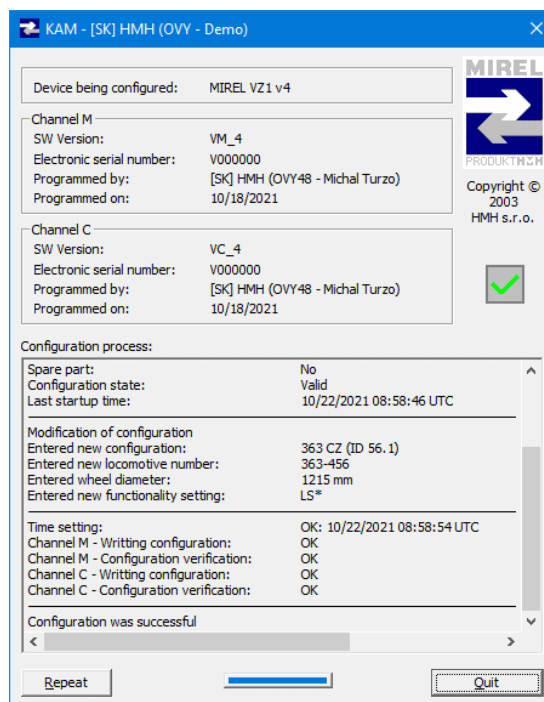 KAM - [SK] HMH (OVY - Demo)
Device being configured: MIREL VZ1 v4
MIREL
PRODUKTHMH
Copyright ©
2003
HMH s.r.o.
Channel M
SW Version: VM_4
Electronic serial number: V000000
Programmed by: [SK] HMH (OVY48 - Michal Turzo)
Programmed on: 10/18/2021
Channel C
SW Version: VC_4
Electronic serial number: V000000
Programmed by: [SK] HMH (OVY48 - Michal Turzo)
Programmed on: 10/18/2021
Configuration process:
Spare part: No
Configuration state: Valid
Last startup time: 10/22/2021 08:58:46 UTC
Modification of configuration
Entered new configuration: 363 CZ (ID 56.1)
Entered new locomotive number: 363-456
Entered wheel diameter: 1215 mm
Entered new functionality setting: LS*
Time setting: OK: 10/22/2021 08:58:54 UTC
Channel M - Writting configuration: OK
Channel M - Configuration verification: OK
Channel C - Writting configuration: OK
Channel C - Configuration verification: OK
Configuration was successful
Repeat
Quit